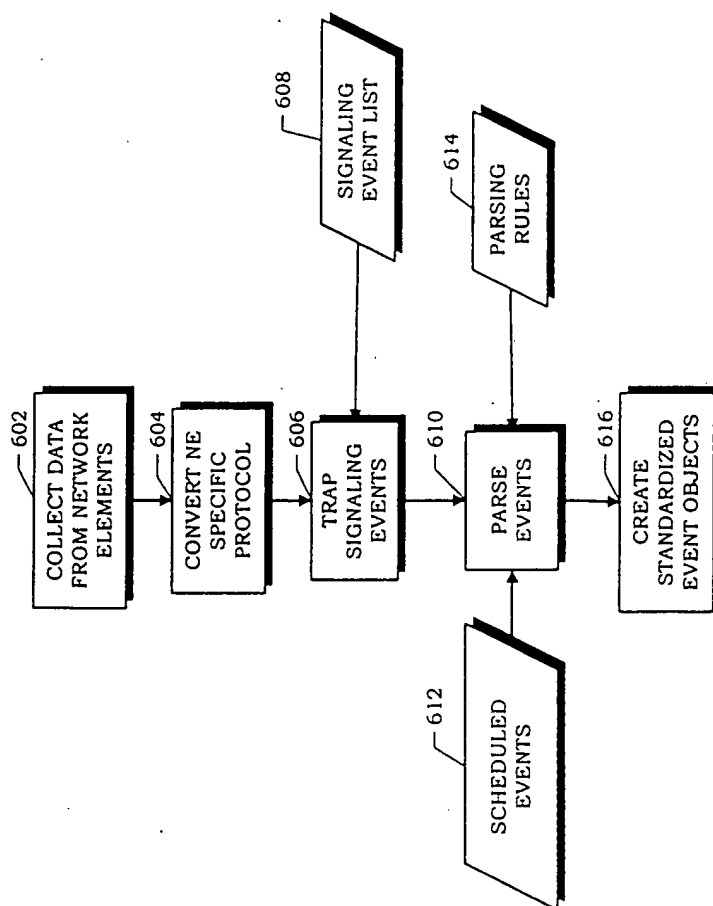 602
COLLECT DATA
FROM NETWORK
ELEMENTS
604
CONVERT NE
SPECIFIC
PROTOCOL
606
TRAP
SIGNALING
EVENTS
608
SIGNALING
EVENT LIST
610
PARSE
EVENTS
612
SCHEDULED
EVENTS
614
PARSING
RULES
616
CREATE
STANDARDIZED
EVENT OBJECTS